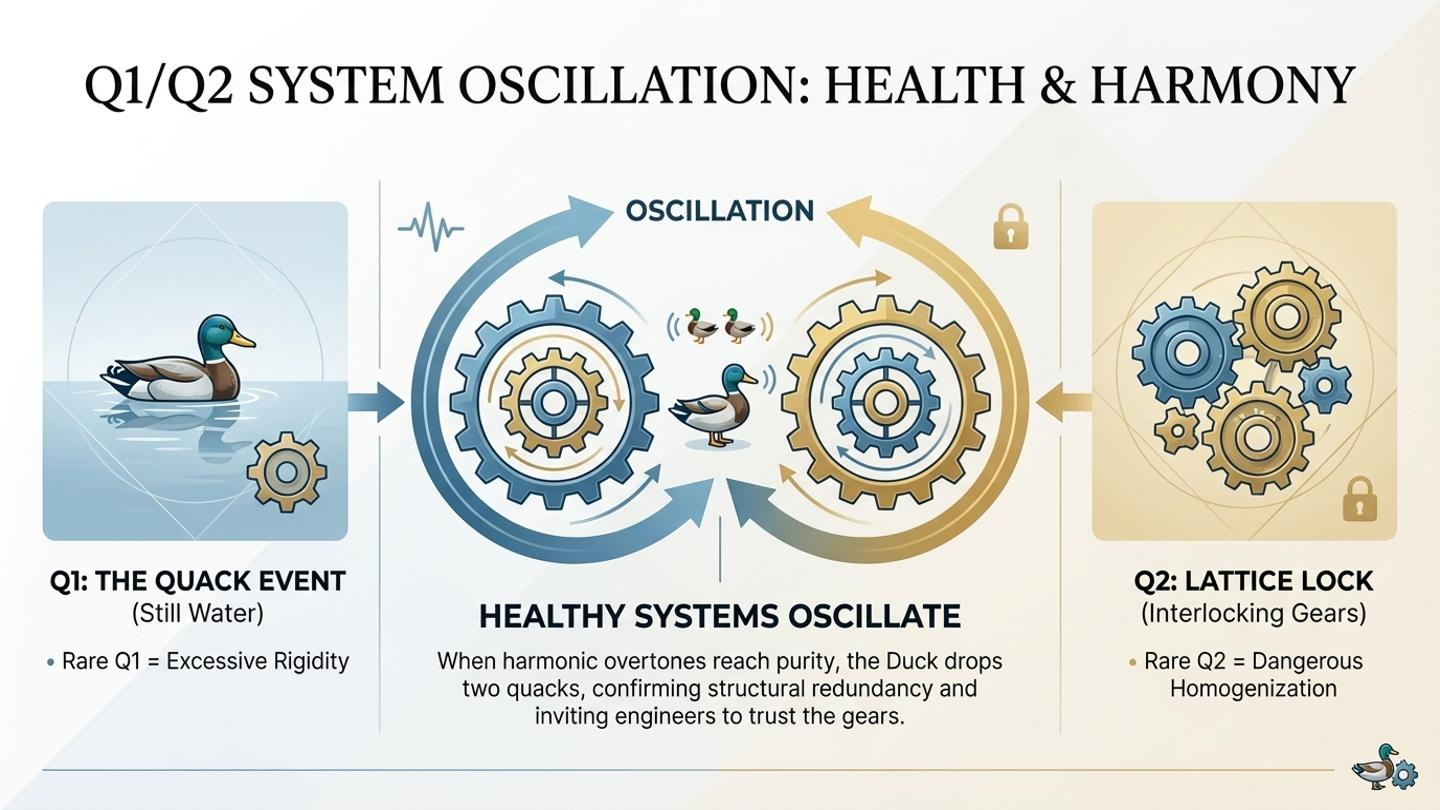 Q1/Q2 SYSTEM OSCILLATION: HEALTH & HARMONY
OSCILLATION
Q1: THE QUACK EVENT
(Still Water)
• Rare Q1 = Excessive Rigidity
HEALTHY SYSTEMS OSCILLATE
When harmonic overtones reach purity, the Duck drops
two quacks, confirming structural redundancy and
inviting engineers to trust the gears.
Q2: LATTICE LOCK
(Interlocking Gears)
• Rare Q2 = Dangerous
Homogenization